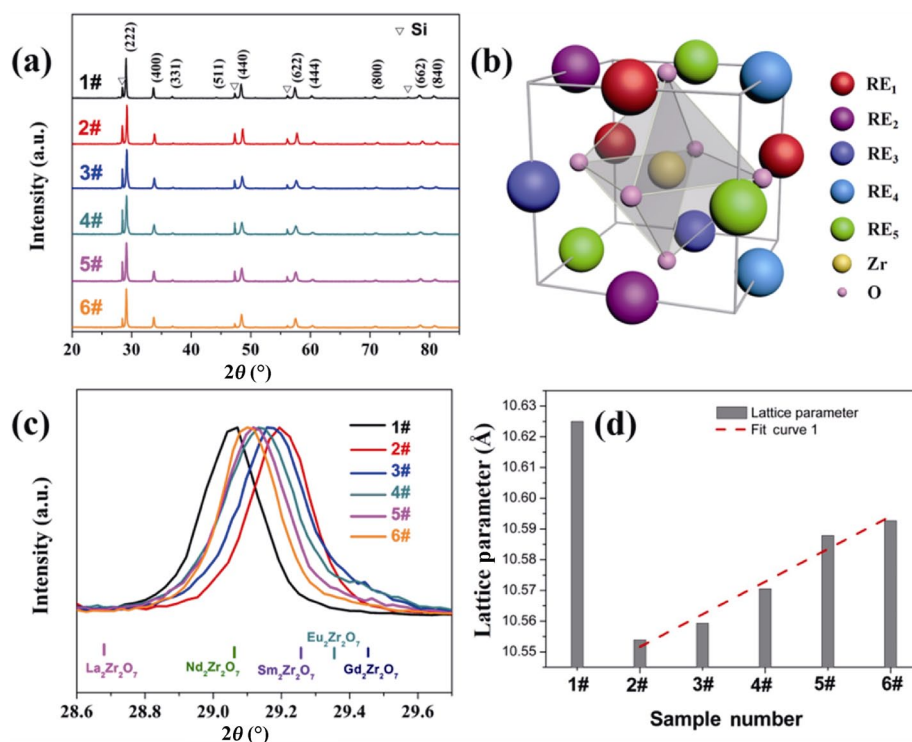 (a)
▽ Si
(222)
(400)
(331)
(511)
(440)
(622)
(444)
(800)
(662)
(840)
1#
2#
3#
4#
5#
6#
Intensity (a.u.)
20 30 40 50 60 70 80
2θ (°)
(b)
RE₁
RE₂
RE₃
RE₄
RE₅
Zr
O
(c)
1#
2#
3#
4#
5#
6#
Intensity (a.u.)
La₂Zr₂O₇
Nd₂Zr₂O₇
Sm₂Zr₂O₇
Eu₂Zr₂O₇
Gd₂Zr₂O₇
28.6 28.8 29.0 29.2 29.4 29.6
2θ (°)
(d)
Lattice parameter
Fit curve 1
Lattice parameter (Å)
10.63
10.62
10.61
10.60
10.59
10.58
10.57
10.56
10.55
1# 2# 3# 4# 5# 6#
Sample number